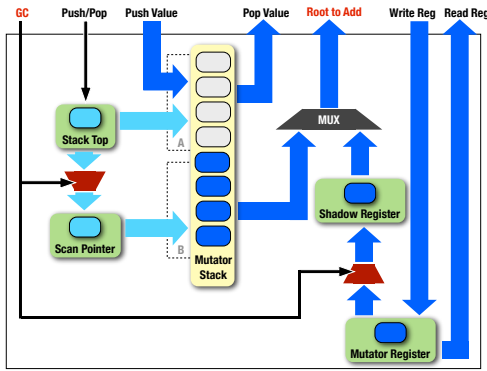 GC
Push/Pop
Push Value
Pop Value
Root to Add
Write Reg
Read Reg
MUX
A
Stack Top
Shadow Register
Scan Pointer
B
Mutator
Stack
Mutator Register